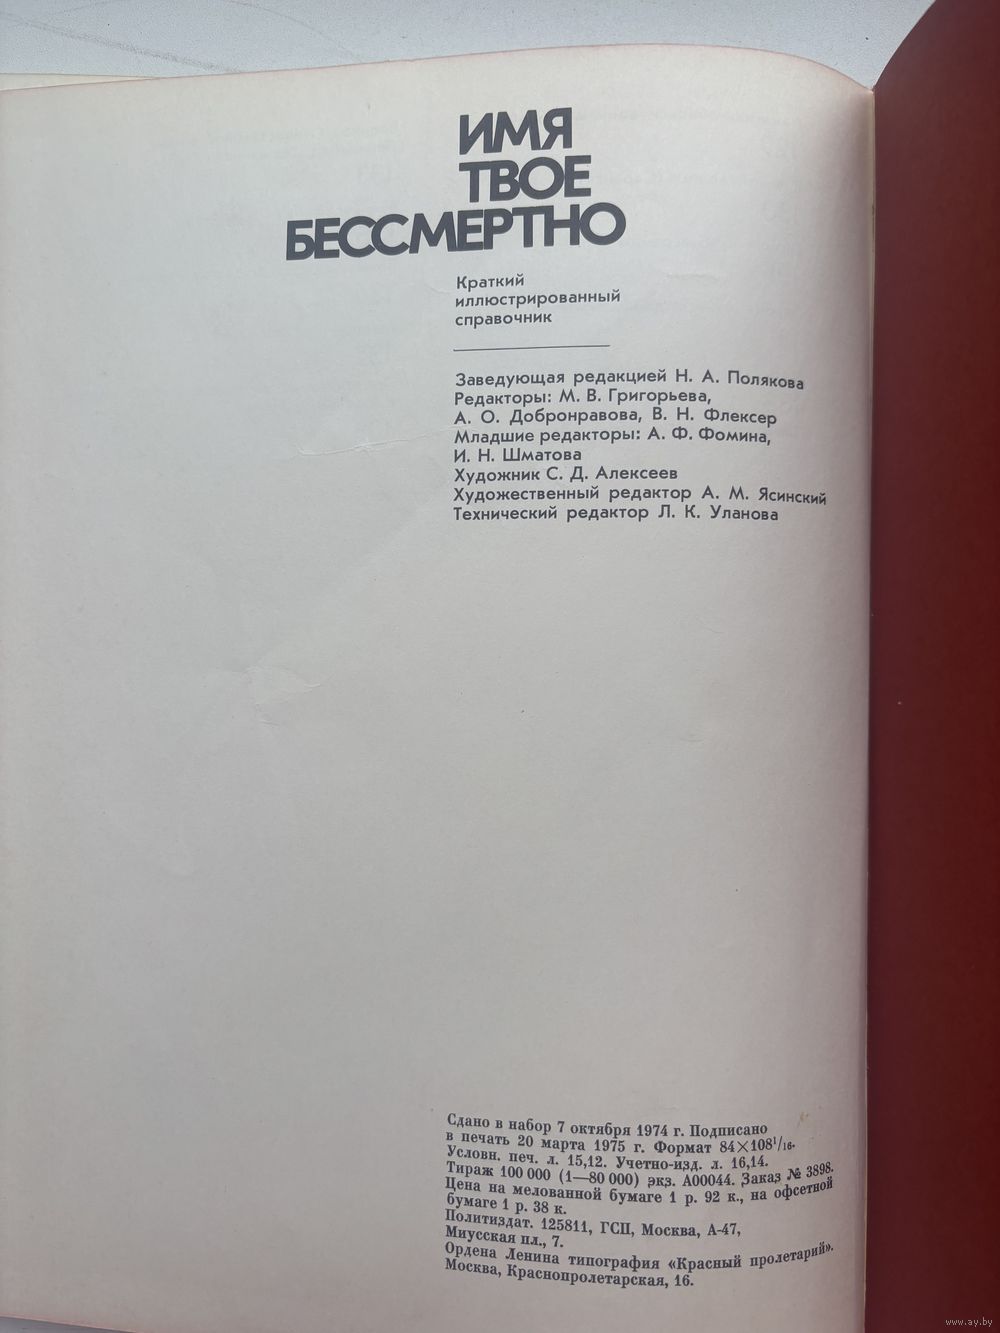 ИМЯ
ТВОЕ
БЕССМЕРТНО
Краткий
иллюстрированный
справочник
Заведующая редакцией Н. А. Полякова
Редакторы: М. В. Григорьева,
А. О. Добронравова, В. Н. Флексер
Младшие редакторы: А. Ф. Фомина,
И. Н. Шматова
Художник С. Д. Алексеев
Художественный редактор А. М. Ясинский
Технический редактор Л. К. Уланова
Сдано в набор 7 октября 1974 г. Подписано
в печать 20 марта 1975 г. Формат 84×108¹/₁₆.
Условн. печ. л. 15,12. Учетно-изд. л. 16,14.
Тираж 100 000 (1—80 000) экз. А00044. Заказ № 3898.
Цена на мелованной бумаге 1 р. 92 к., на офсетной
бумаге 1 р. 38 к.
Политиздат. 125811, ГСП, Москва, А-47,
Миусская пл., 7.
Ордена Ленина типография «Красный пролетарий».
Москва, Краснопролетарская, 16.
www.ay.by